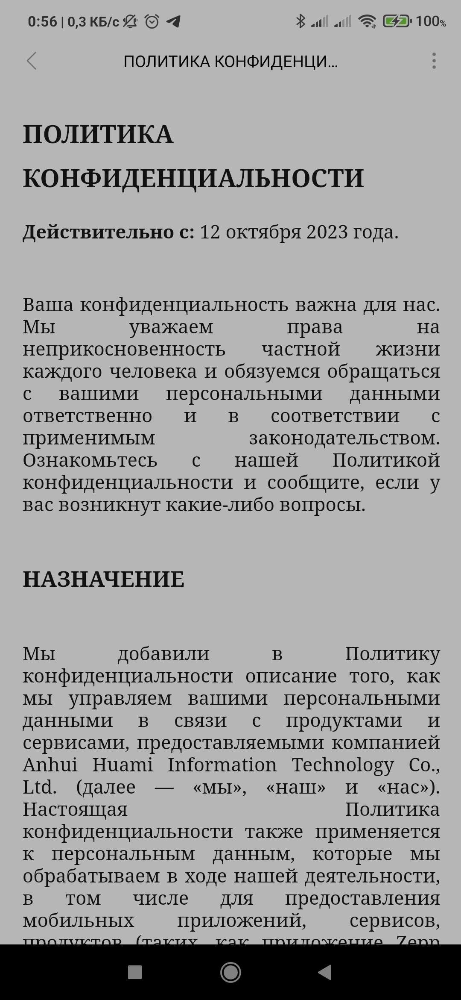 0:56 | 0,3 КБ/с
100%
ПОЛИТИКА КОНФИДЕНЦИ...
ПОЛИТИКА
КОНФИДЕНЦИАЛЬНОСТИ
Действительно с: 12 октября 2023 года.
Ваша конфиденциальность важна для нас.
Мы уважаем права на
неприкосновенность частной жизни
каждого человека и обязуемся обращаться
с вашими персональными данными
ответственно и в соответствии с
применимым законодательством.
Ознакомьтесь с нашей Политикой
конфиденциальности и сообщите, если у
вас возникнут какие-либо вопросы.
НАЗНАЧЕНИЕ
Мы добавили в Политику
конфиденциальности описание того, как
мы управляем вашими персональными
данными в связи с продуктами и
сервисами, предоставляемыми компанией
Anhui Huami Information Technology Co.,
Ltd. (далее — «мы», «наш» и «нас»).
Настоящая Политика
конфиденциальности также применяется
к персональным данным, которые мы
обрабатываем в ходе нашей деятельности,
в том числе для предоставления
мобильных приложений, сервисов,
продуктов (таких, как приложение Zepp